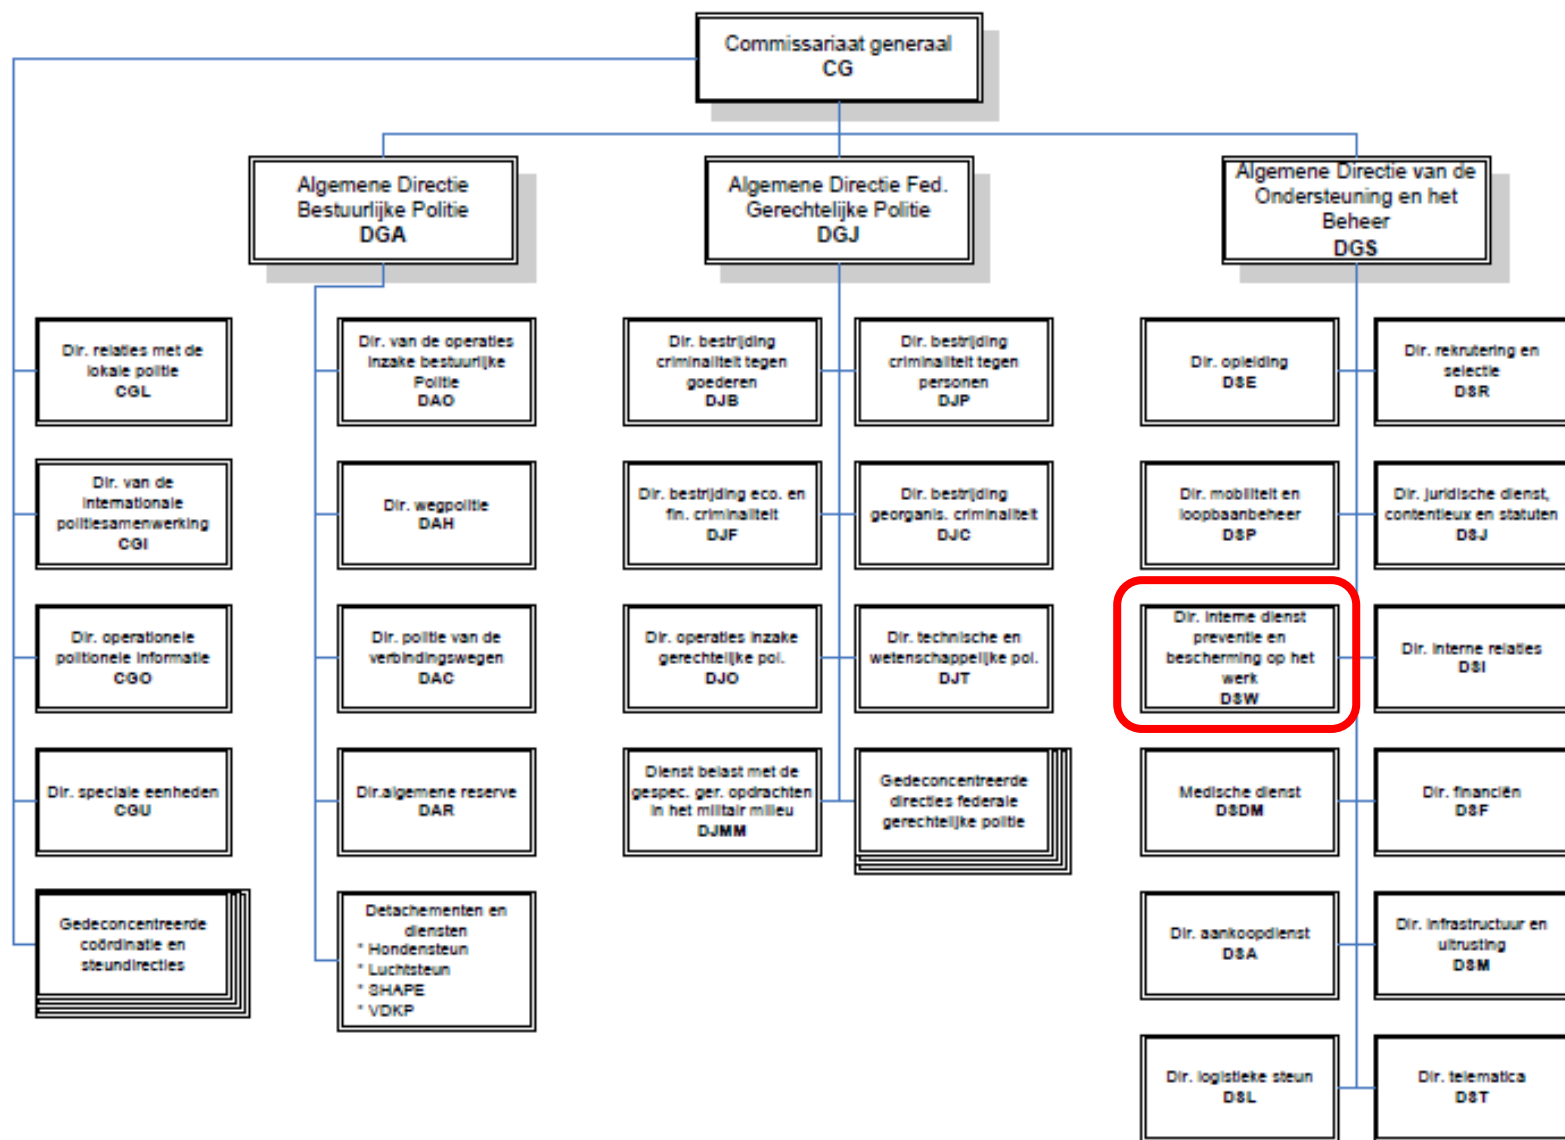 Commissariaat generaal
CG
Algemene Directie
Bestuurlijke Politie
DGA
Algemene Directie Fed.
Gerechtelijke Politie
DGJ
Algemene Directie van de
Ondersteuning en het
Beheer
DGS
Dir. relaties met de
lokale politie
CGL
Dir. van de operaties
inzake bestuurlijke
Politie
DAO
Dir. bestrijding
criminaliteit tegen
goederen
DJB
Dir. bestrijding
criminaliteit tegen
personen
DJP
Dir. opleiding
DSE
Dir. rekrutering en
selectie
DSR
Dir. van de
internationale
politiesamenwerking
CGI
Dir. wegpolitie
DAH
Dir. bestrijding eco. en
fin. criminaliteit
DJF
Dir. bestrijding
georganis. criminaliteit
DJC
Dir. mobiliteit en
loopbaanbeheer
DSP
Dir. juridische dienst,
contentieux en statuten
DSJ
Dir. operationele
politionele informatie
CGO
Dir. politie van de
verbindingswegen
DAC
Dir. operaties inzake
gerechtelijke pol.
DJO
Dir. technische en
wetenschappelijke pol.
DJT
Dir. interne dienst
preventie en
bescherming op het
werk
DSW
Dir. interne relaties
DSI
Dir. speciale eenheden
CGU
Dir.algemene reserve
DAR
Dienst belast met de
gespec. ger. opdrachten
in het militair milieu
DJMM
Gedeconcentreerde
directies federale
gerechtelijke politie
Medische dienst
DSDM
Dir. financiën
DSF
Gedeconcentreerde
coördinatie en
steundirecties
Detachementen en
diensten
* Hondensteun
* Luchtsteun
* SHAPE
* VDKP
Dir. aankoopdienst
DSA
Dir. infrastructuur en
uitrusting
DSM
Dir. logistieke steun
DSL
Dir. telematica
DST